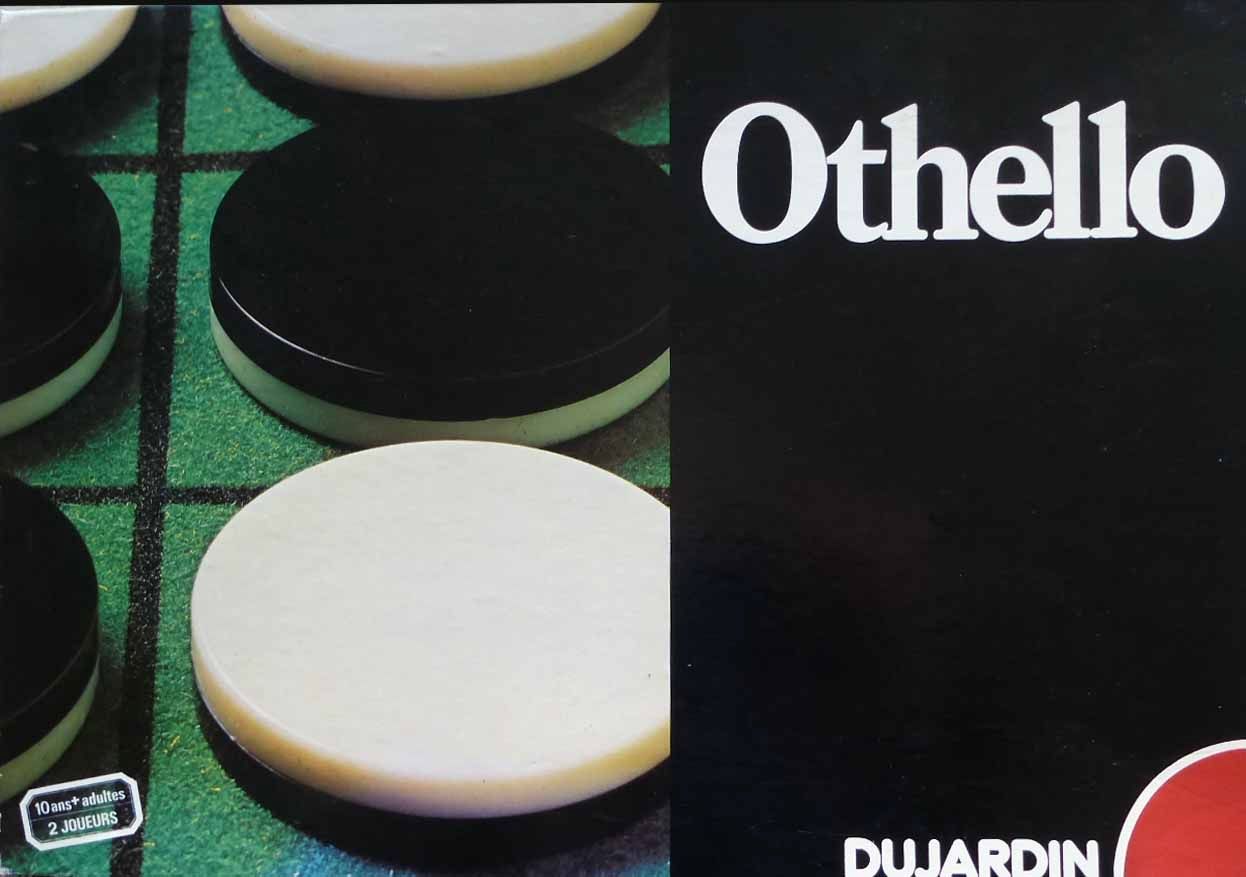 Othello
10 ans+ adultes
2 JOUEURS
DUJARDIN